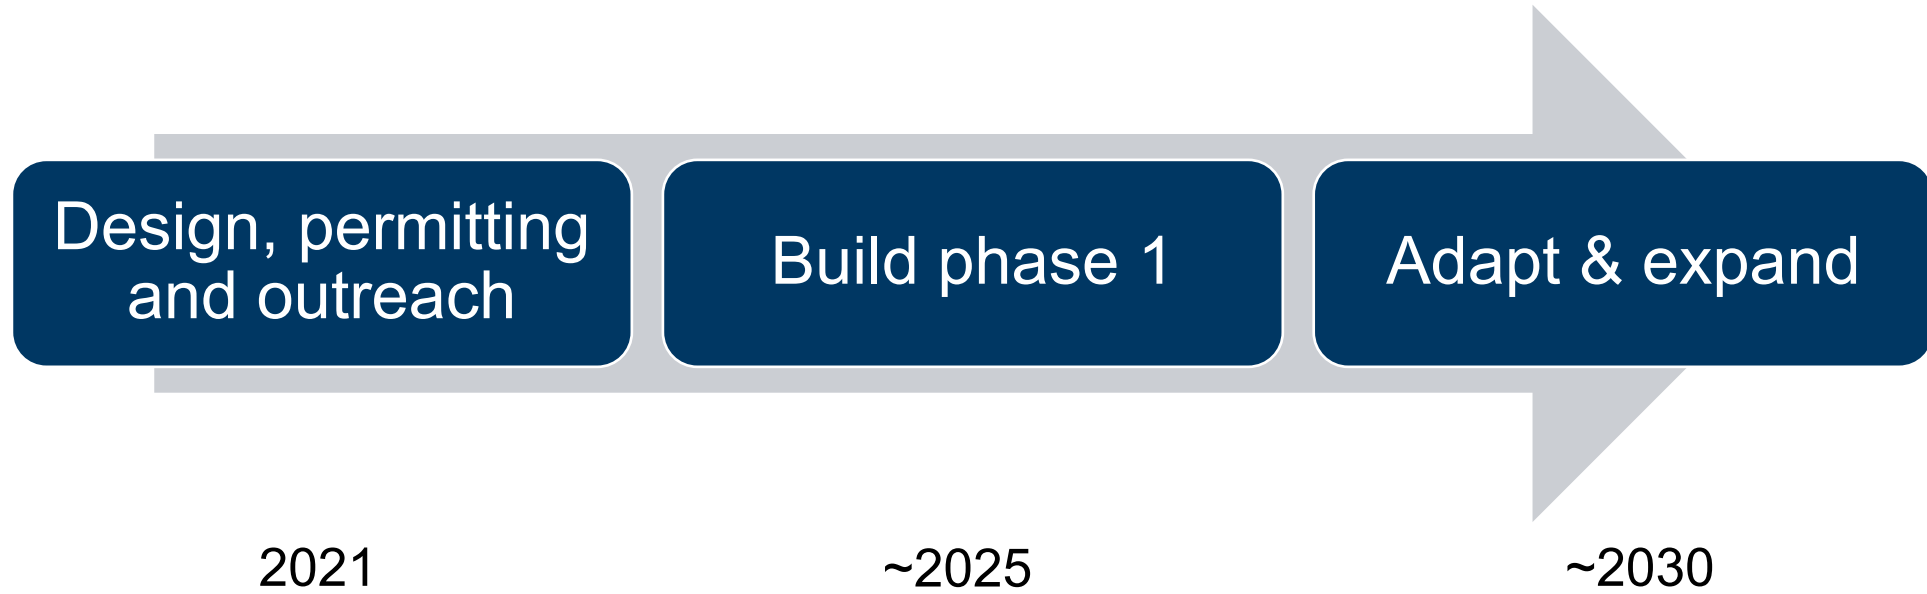 Design, permitting
and outreach
Build phase 1
Adapt & expand
2021
~2025
~2030